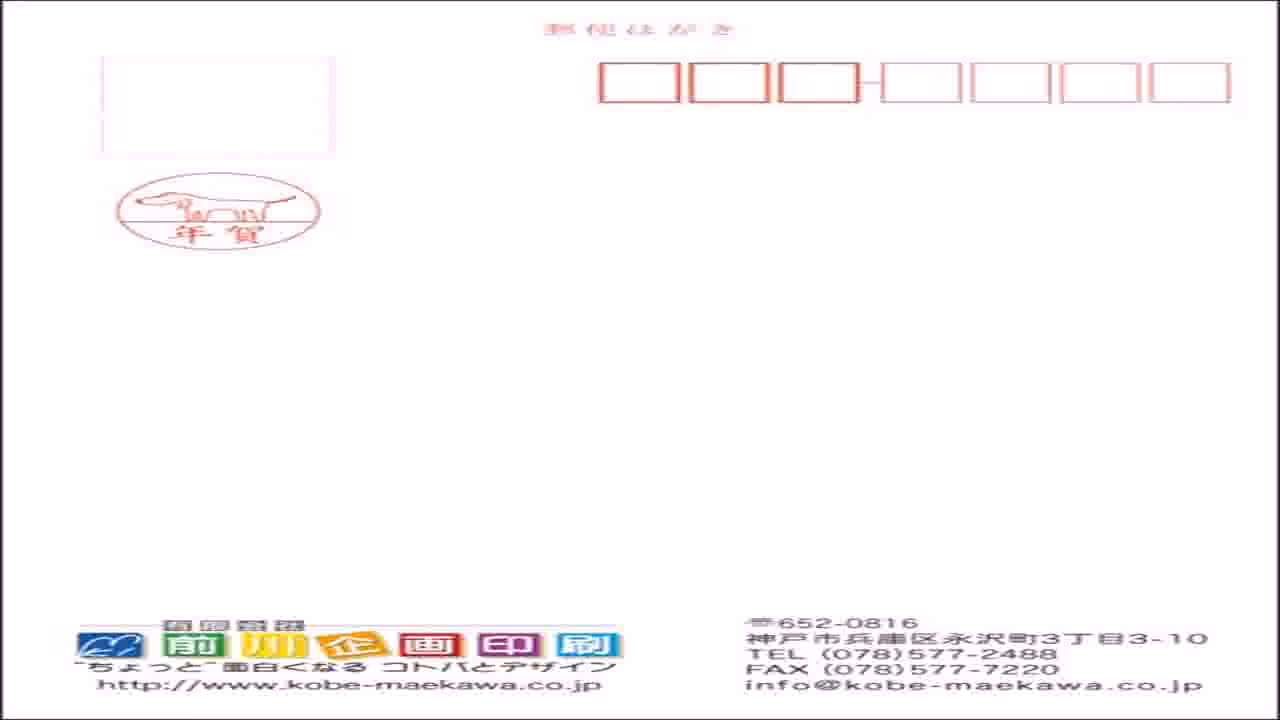 郵便はがき
年賀
有限会社
前川企画印刷
"ちょっと"面白くなる コトバとデザイン
http://www.kobe-maekawa.co.jp
〒652-0816
神戸市兵庫区永沢町3丁目3-10
TEL (078)577-2488
FAX (078)577-7220
info@kobe-maekawa.co.jp